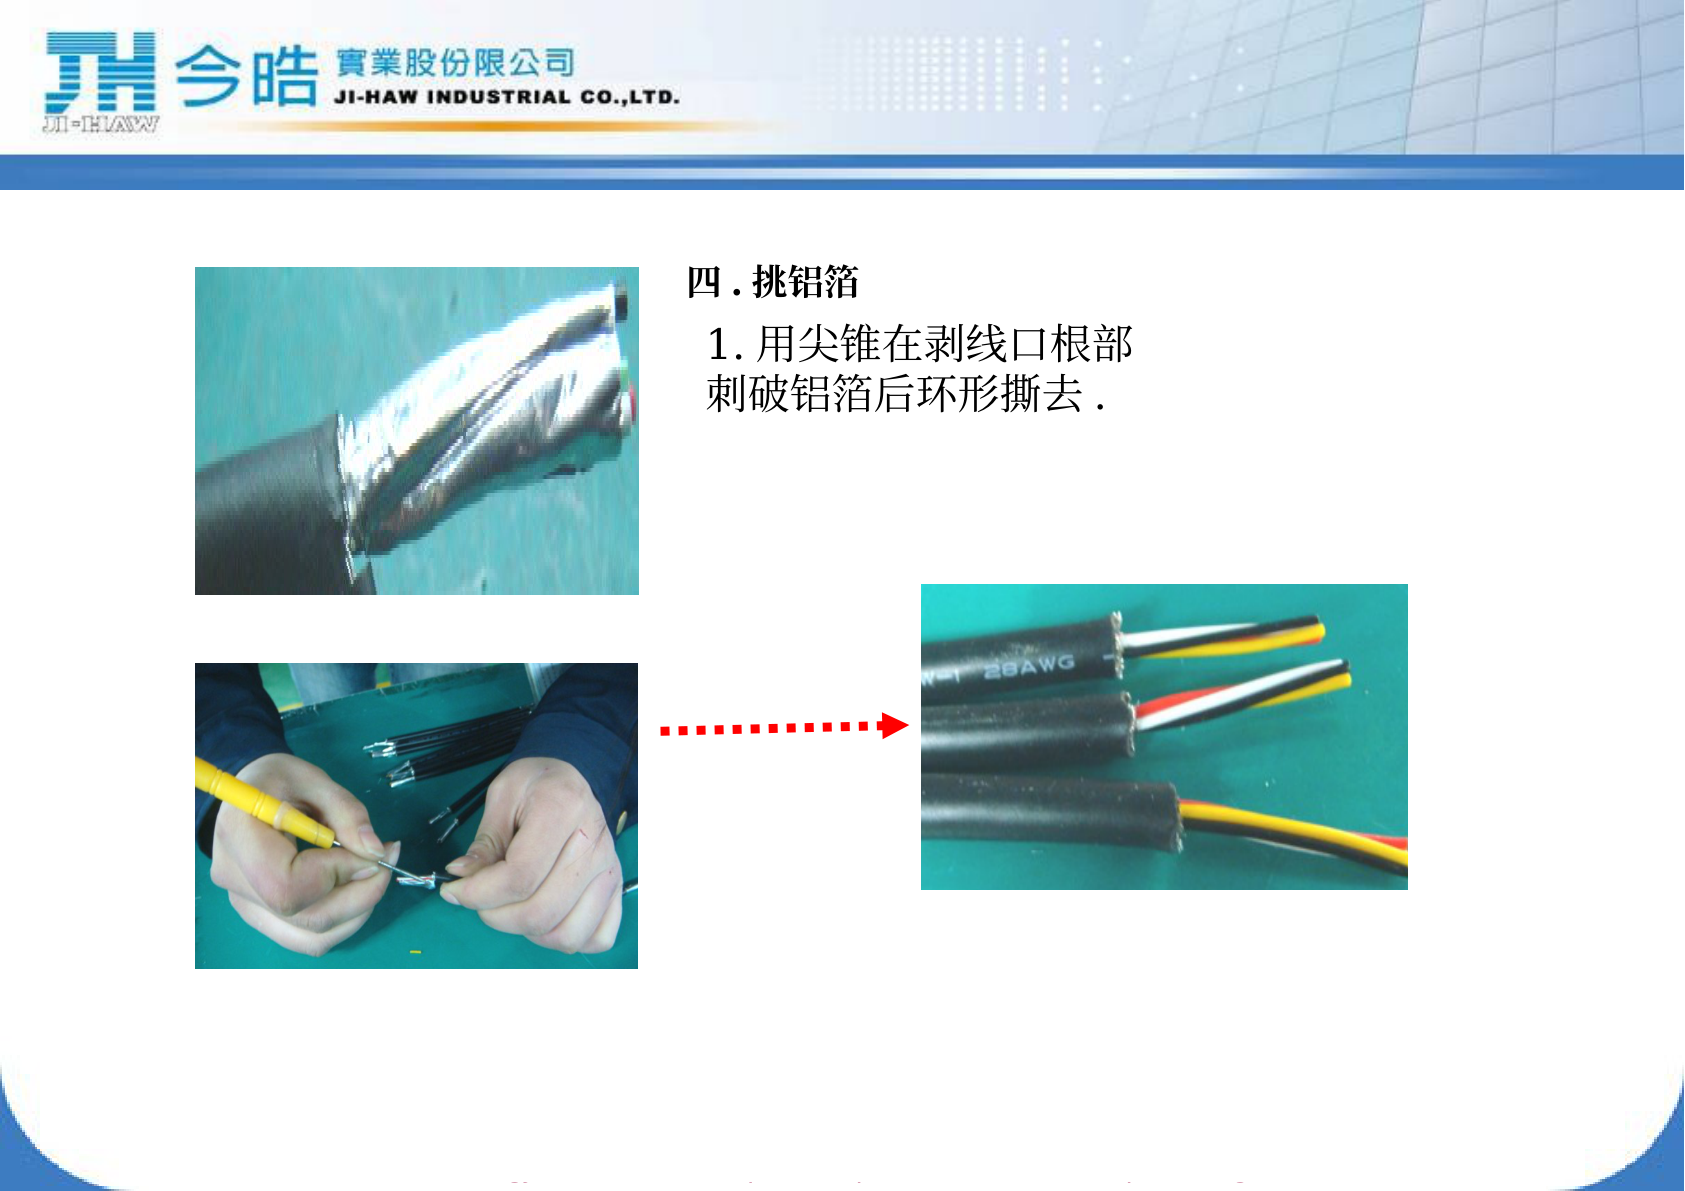 JH 今皓 實業股份限公司
JI-HAW INDUSTRIAL CO.,LTD.
JI-HAW
四 . 挑铝箔
1. 用尖锥在剥线口根部
刺破铝箔后环形撕去 .
W-1 28AWG